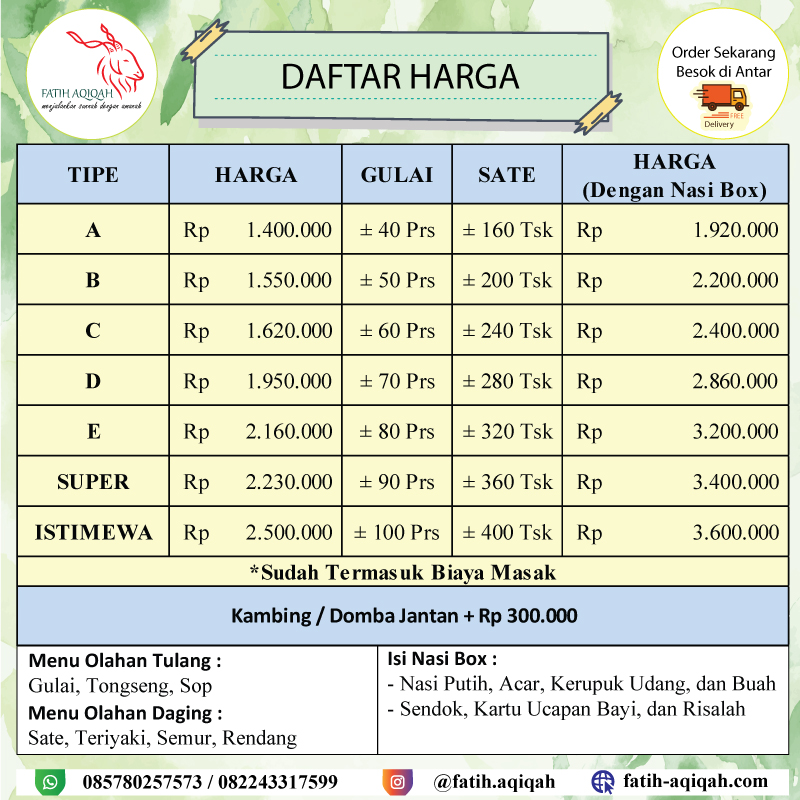 FATIH AQIQAH
menjalankan sunnah dengan amanah
DAFTAR HARGA
Order Sekarang
Besok di Antar
FREE
Delivery
TIPE HARGA GULAI SATE HARGA
(Dengan Nasi Box)
A Rp 1.400.000 ± 40 Prs ± 160 Tsk Rp 1.920.000
B Rp 1.550.000 ± 50 Prs ± 200 Tsk Rp 2.200.000
C Rp 1.620.000 ± 60 Prs ± 240 Tsk Rp 2.400.000
D Rp 1.950.000 ± 70 Prs ± 280 Tsk Rp 2.860.000
E Rp 2.160.000 ± 80 Prs ± 320 Tsk Rp 3.200.000
SUPER Rp 2.230.000 ± 90 Prs ± 360 Tsk Rp 3.400.000
ISTIMEWA Rp 2.500.000 ± 100 Prs ± 400 Tsk Rp 3.600.000
*Sudah Termasuk Biaya Masak
Kambing / Domba Jantan + Rp 300.000
Menu Olahan Tulang :
Gulai, Tongseng, Sop
Menu Olahan Daging :
Sate, Teriyaki, Semur, Rendang
Isi Nasi Box :
- Nasi Putih, Acar, Kerupuk Udang, dan Buah
- Sendok, Kartu Ucapan Bayi, dan Risalah
085780257573 / 082243317599 @fatih.aqiqah fatih-aqiqah.com